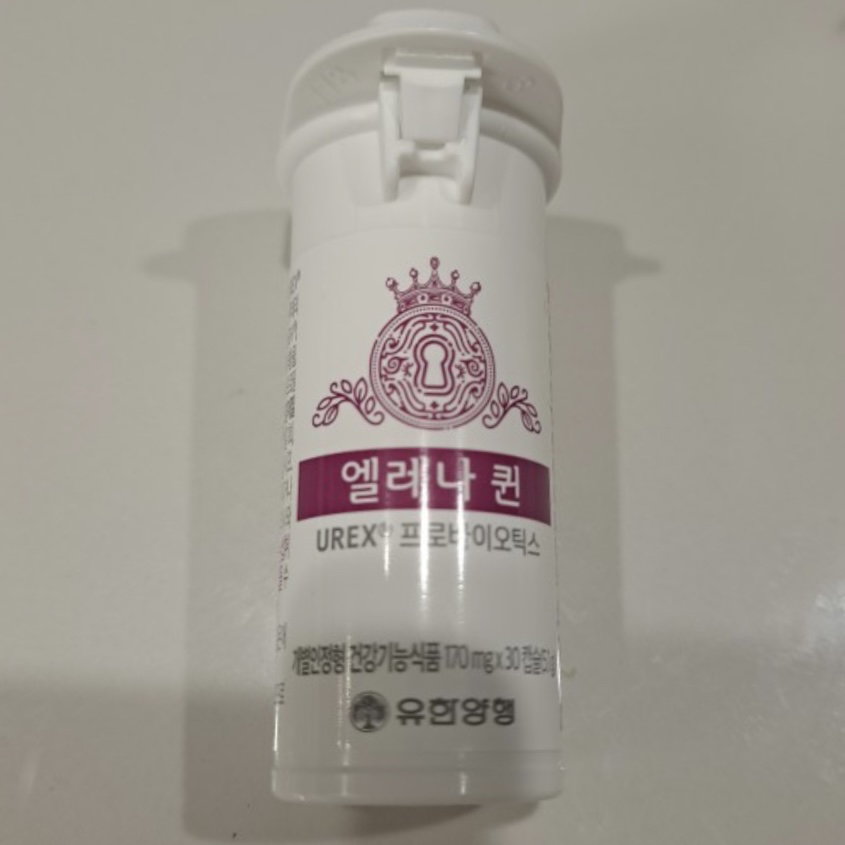 엘레나 퀸
UREX® 프로바이오틱스
개별인정형 건강기능식품 170 mg x 30 캡슐
유한양행